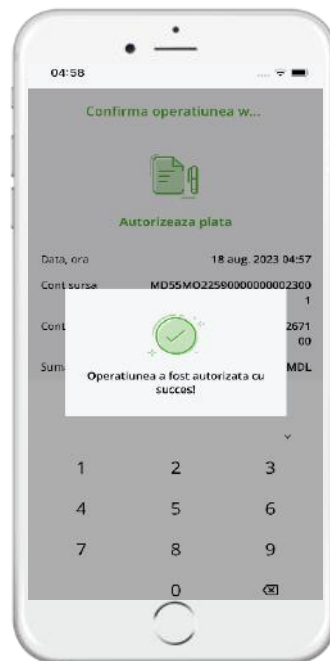 04:58
Confirma operatiunea w...
Autorizeaza plata
Data, ora 18 aug. 2023 04:57
Cont sursa MD55MO2259000000002300
1
Cont 2671
00
Sum MDL
Operatiunea a fost autorizata cu
succes!
1 2 3
4 5 6
7 8 9
0